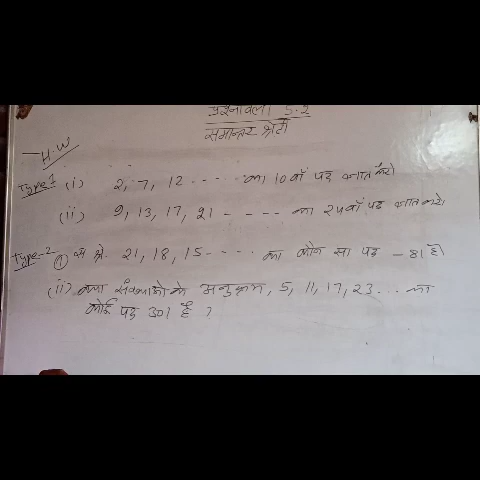 प्रश्नावली 5.2
समान्तर श्रेढी
H.W
Type-1 (i) 2, 7, 12 ..... का 10वाँ पद ज्ञात करो
(ii) 9, 13, 17, 21 - - - - का 24वाँ पद ज्ञात करो
Type-2 (i) स श्रे. 21, 18, 15 ..... का कौन सा पद -81 है
(ii) क्या संख्याओं के अनुक्रम, 5, 11, 17, 23 ... का
कोई पद 301 है ?